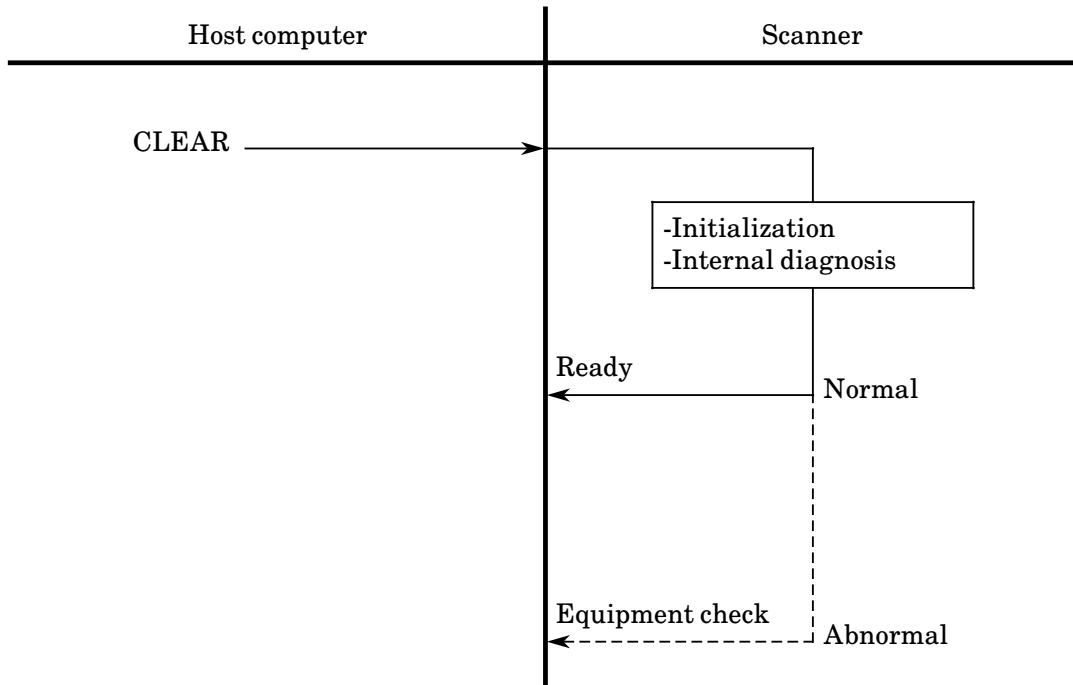 Host computer
Scanner
CLEAR
-Initialization
-Internal diagnosis
Ready
Normal
Equipment check
Abnormal